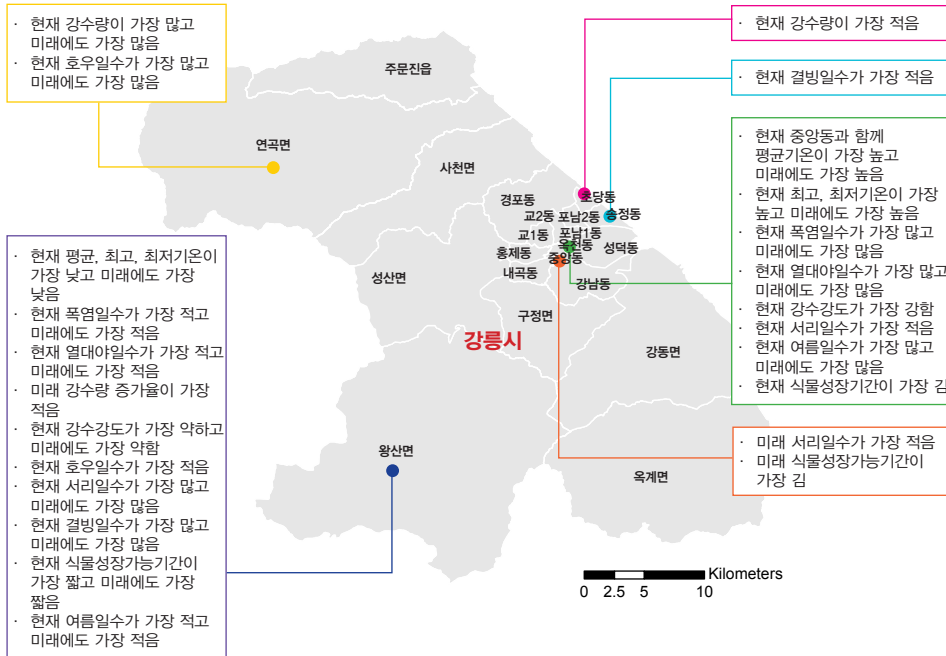 · 현재 강수량이 가장 많고
미래에도 가장 많음
· 현재 호우일수가 가장 많고
미래에도 가장 많음
· 현재 강수량이 가장 적음
· 현재 결빙일수가 가장 적음
· 현재 중앙동과 함께
평균기온이 가장 높고
미래에도 가장 높음
· 현재 최고, 최저기온이 가장
높고 미래에도 가장 높음
· 현재 폭염일수가 가장 많고
미래에도 가장 많음
· 현재 열대야일수가 가장 많고
미래에도 가장 많음
· 현재 강수강도가 가장 강함
· 현재 서리일수가 가장 적음
· 현재 여름일수가 가장 많고
미래에도 가장 많음
· 현재 식물성장기간이 가장 김
· 미래 서리일수가 가장 적음
· 미래 식물성장가능기간이
가장 김
· 현재 평균, 최고, 최저기온이
가장 낮고 미래에도 가장
낮음
· 현재 폭염일수가 가장 적고
미래에도 가장 적음
· 현재 열대야일수가 가장 적고
미래에도 가장 적음
· 미래 강수량 증가율이 가장
적음
· 현재 강수강도가 가장 약하고
미래에도 가장 약함
· 현재 호우일수가 가장 적음
· 현재 서리일수가 가장 많고
미래에도 가장 많음
· 현재 결빙일수가 가장 많고
미래에도 가장 많음
· 현재 식물성장가능기간이
가장 짧고 미래에도 가장
짧음
· 현재 여름일수가 가장 적고
미래에도 가장 적음
주문진읍
연곡면
사천면
경포동
초당동
교2동
포남2동
송정동
교1동
포남1동
옥천동
성덕동
홍제동
중앙동
내곡동
강남동
성산면
구정면
강릉시
강동면
왕산면
옥계면
Kilometers
0 2.5 5 10